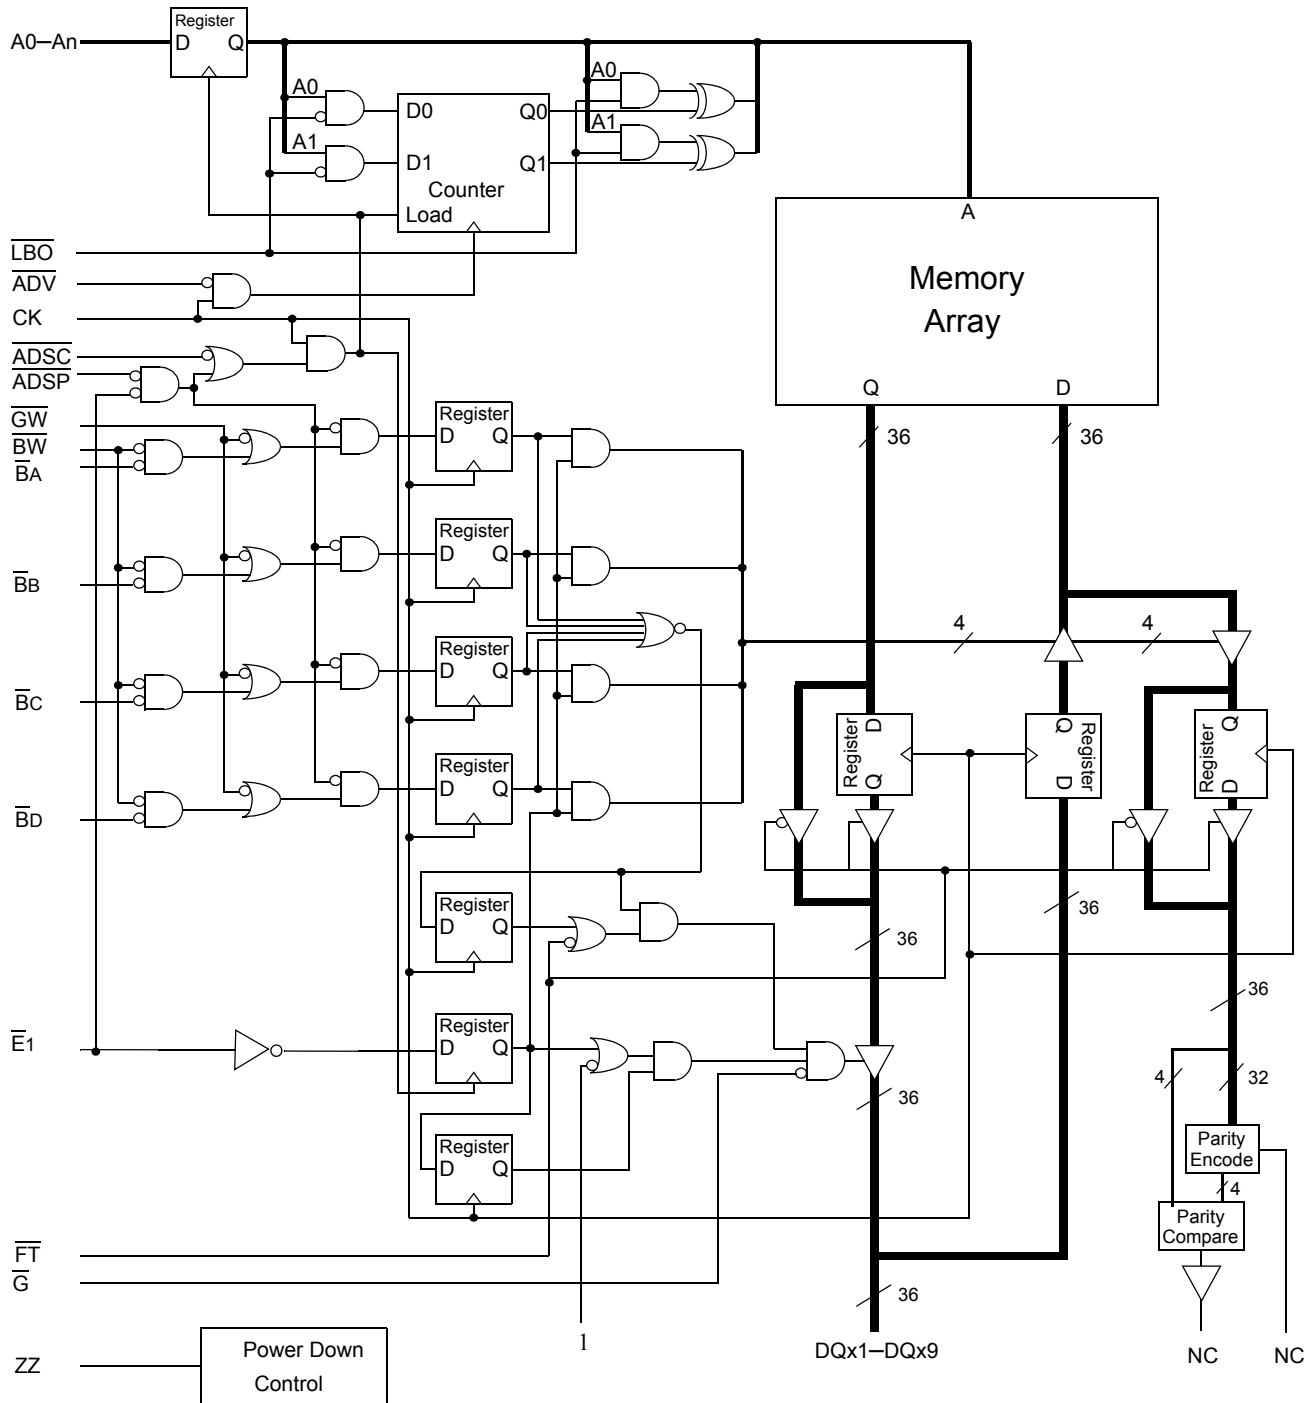 Register
A0–An
D Q
A0
A0
D0 Q0
A1
A1
D1 Q1
Counter
Load
A
LBO
ADV
Memory
Array
CK
ADSC
ADSP
Q D
GW
Register
BW
D Q
36
36
BA
Register
D Q
BB
4
4
Register
D Q
BC
D
Q
Register
Q
D
Register
Q
D
Register
Register
D Q
BD
Register
D Q
36
36
36
Register
D Q
E1
4
32
36
Register
D Q
Parity
Encode
4
Parity
Compare
FT
G
36
1
DQx1–DQx9
NC
NC
ZZ
Power Down
Control